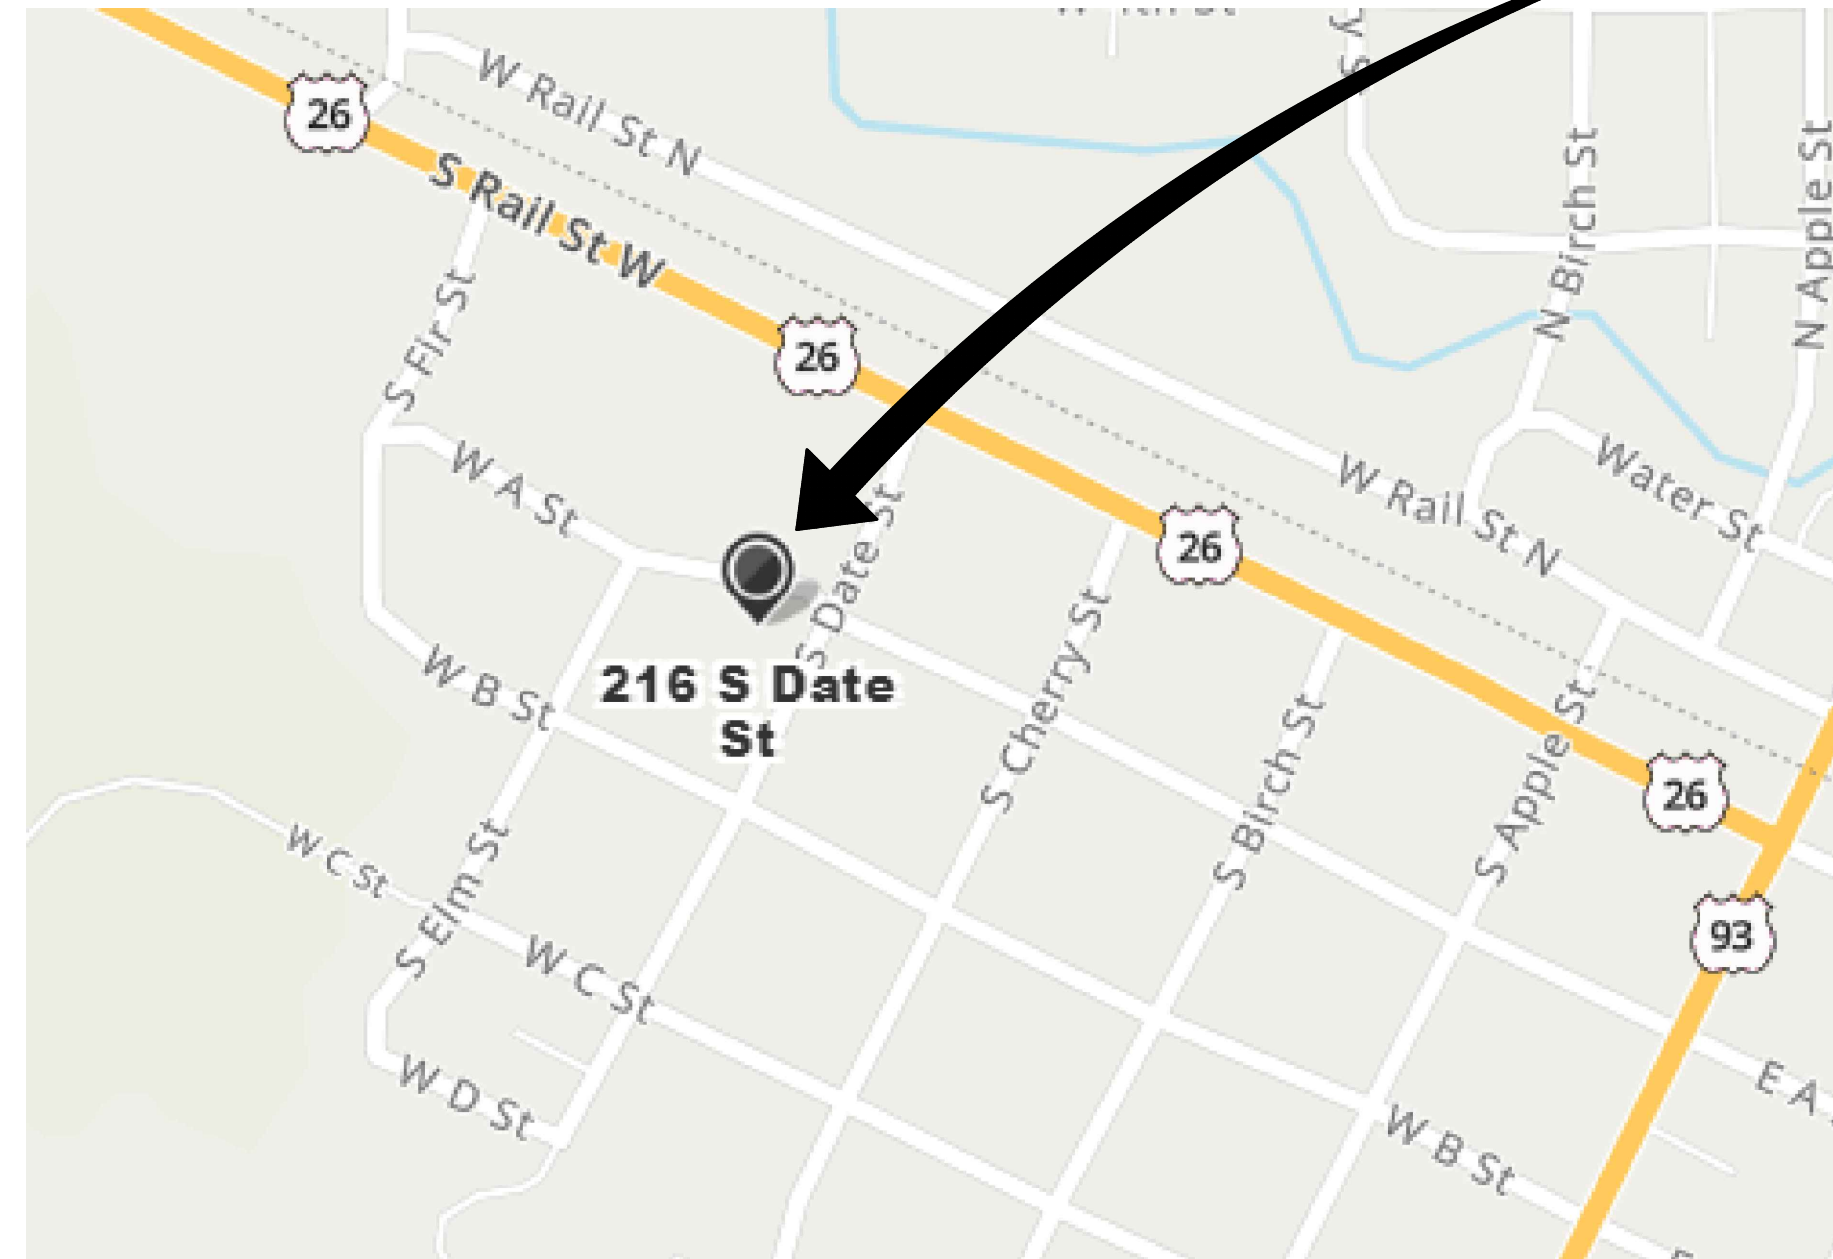 W Rail St N
26
S Rail St W
N Birch St
N Apple St
S Fir St
26
W A St
W Rail St N
Water St
26
S Date St
S Cherry St
W B St
216 S Date
St
S Birch St
S Apple St
26
W C St
S Elm St
93
W C St
W D St
E A
W B St